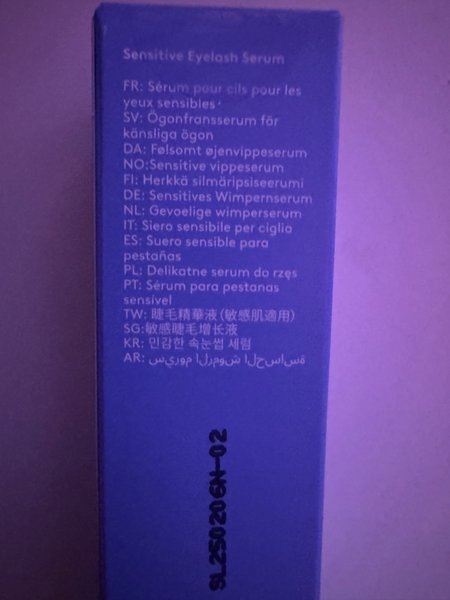 Sensitive Eyelash Serum
FR: Sérum pour cils pour les
yeux sensibles
SV: Ögonfransserum för
känsliga ögon
DA: Følsomt øjenvippeserum
NO:Sensitive vippeserum
FI: Herkkä silmäripsiseerumi
DE: Sensitives Wimpernserum
NL: Gevoelige wimperserum
IT: Siero sensibile per ciglio
ES: Suero sensible para
pestañas
PL: Delikatne serum do rzęs
PT: Sérum para pestanas
sensível
TW: 睫毛精華液(敏感肌適用)
SG:敏感睫毛增长液
KR: 민감한 속눈썹 세럼
AR: سيروم الرموش الحساسة
SL250206N-02